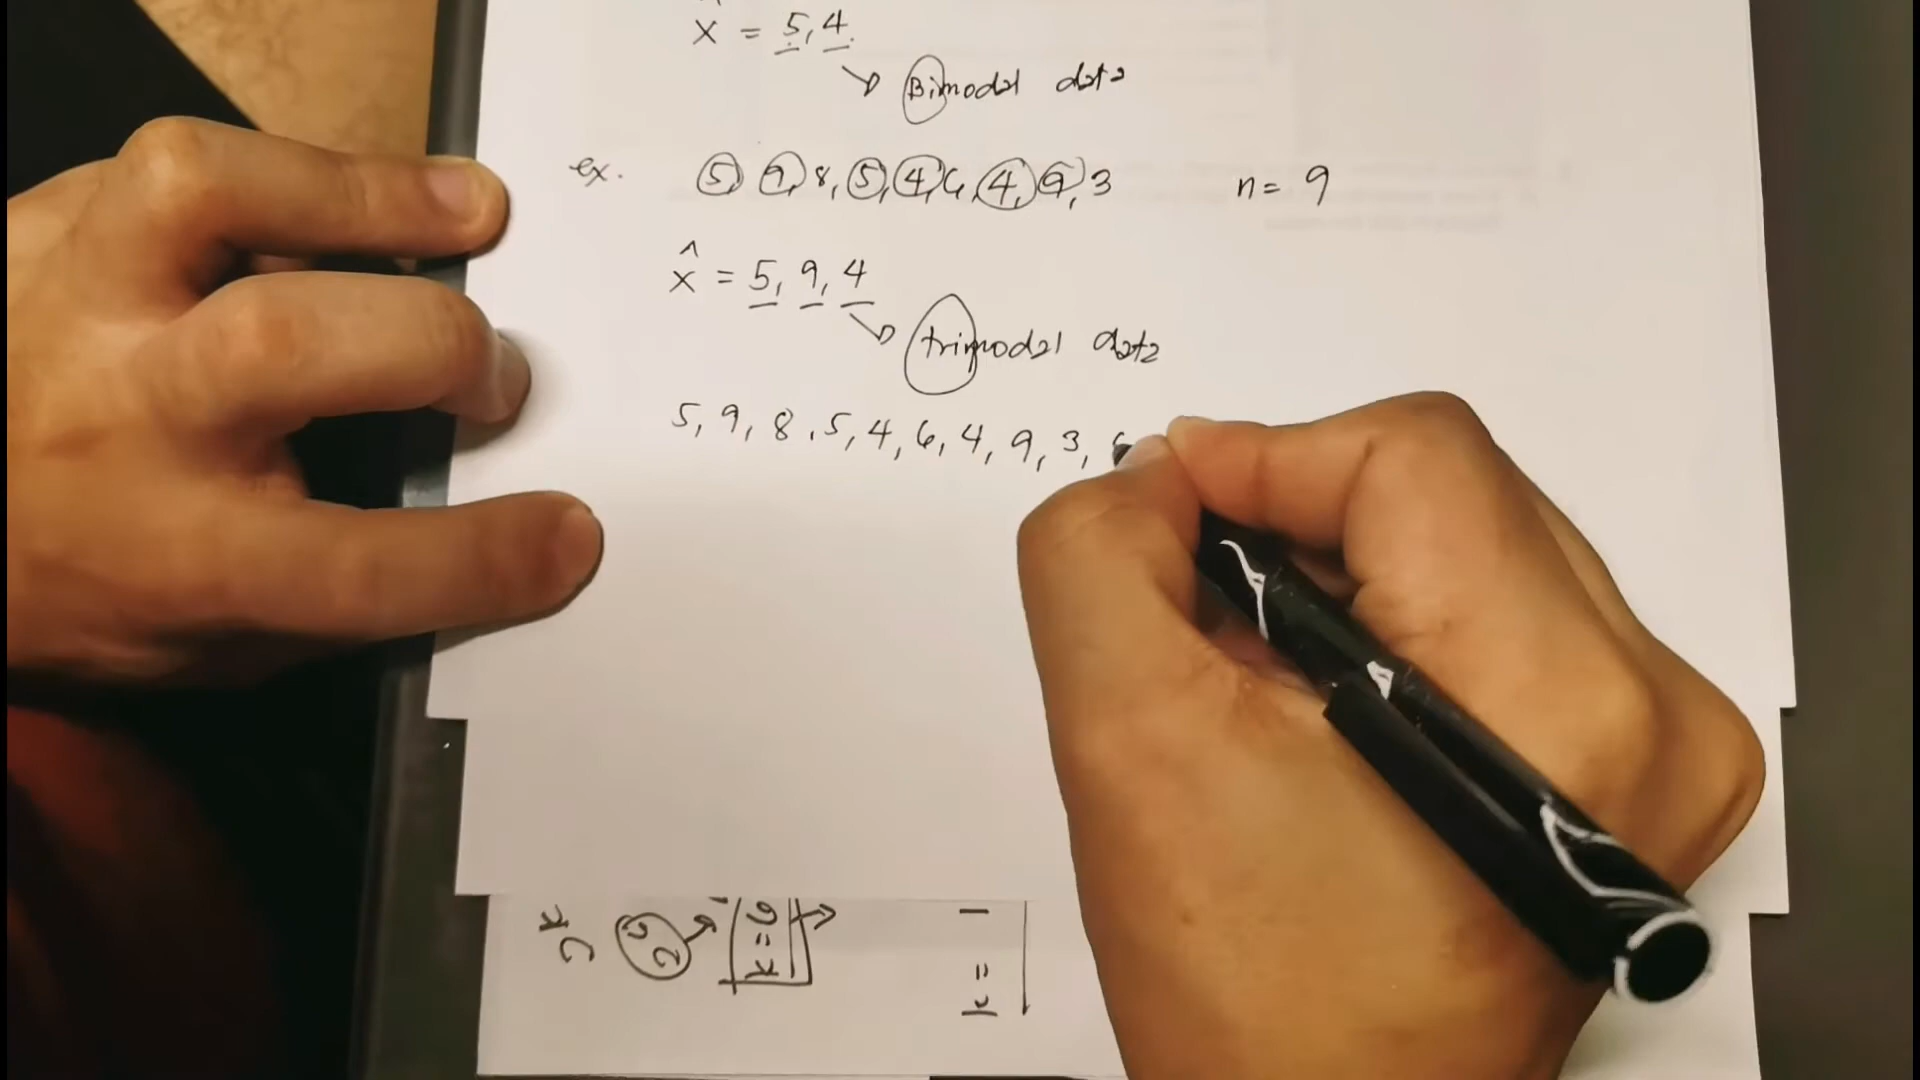 x̂ = 5, 4.
Bimodal data
ex. 5, 9, 8, 5, 4, 6, 4, 9, 3 n = 9
x̂ = 5, 9, 4
trimodal data
5, 9, 8, 5, 4, 6, 4, 9, 3,